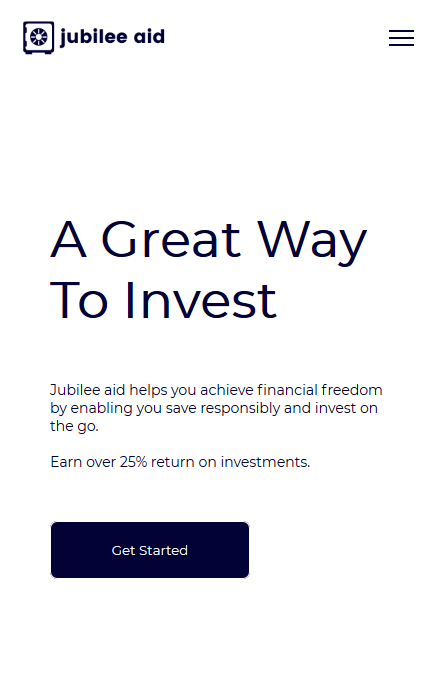 jubilee aid
A Great Way
To Invest
Jubilee aid helps you achieve financial freedom
by enabling you save responsibly and invest on
the go.
Earn over 25% return on investments.
Get Started